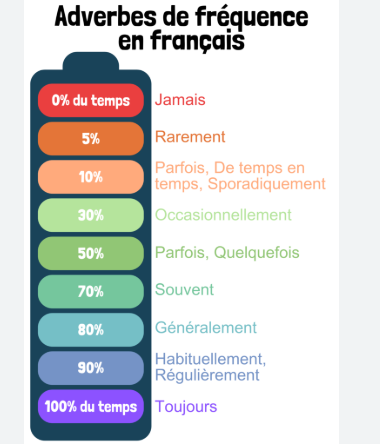 Adverbes de fréquence
en français
0% du temps Jamais
5% Rarement
10% Parfois, De temps en
temps, Sporadiquement
30% Occasionnellement
50% Parfois, Quelquefois
70% Souvent
80% Généralement
90% Habituellement,
Régulièrement
100% du temps Toujours